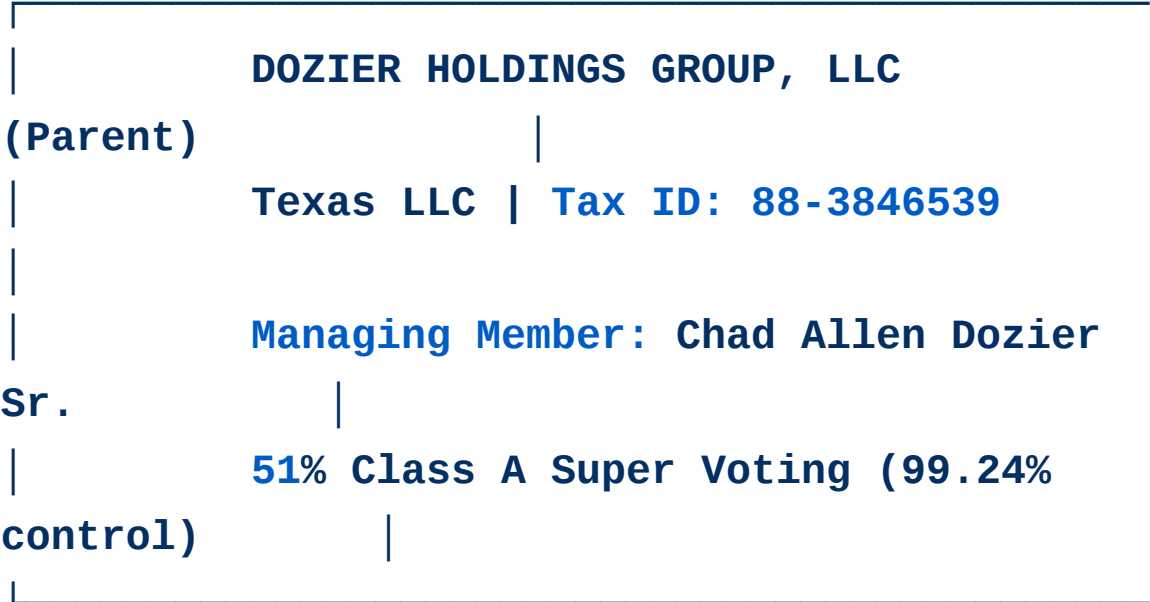 DOZIER HOLDINGS GROUP, LLC
(Parent)
Texas LLC | Tax ID: 88-3846539
Managing Member: Chad Allen Dozier
Sr.
51% Class A Super Voting (99.24%
control)